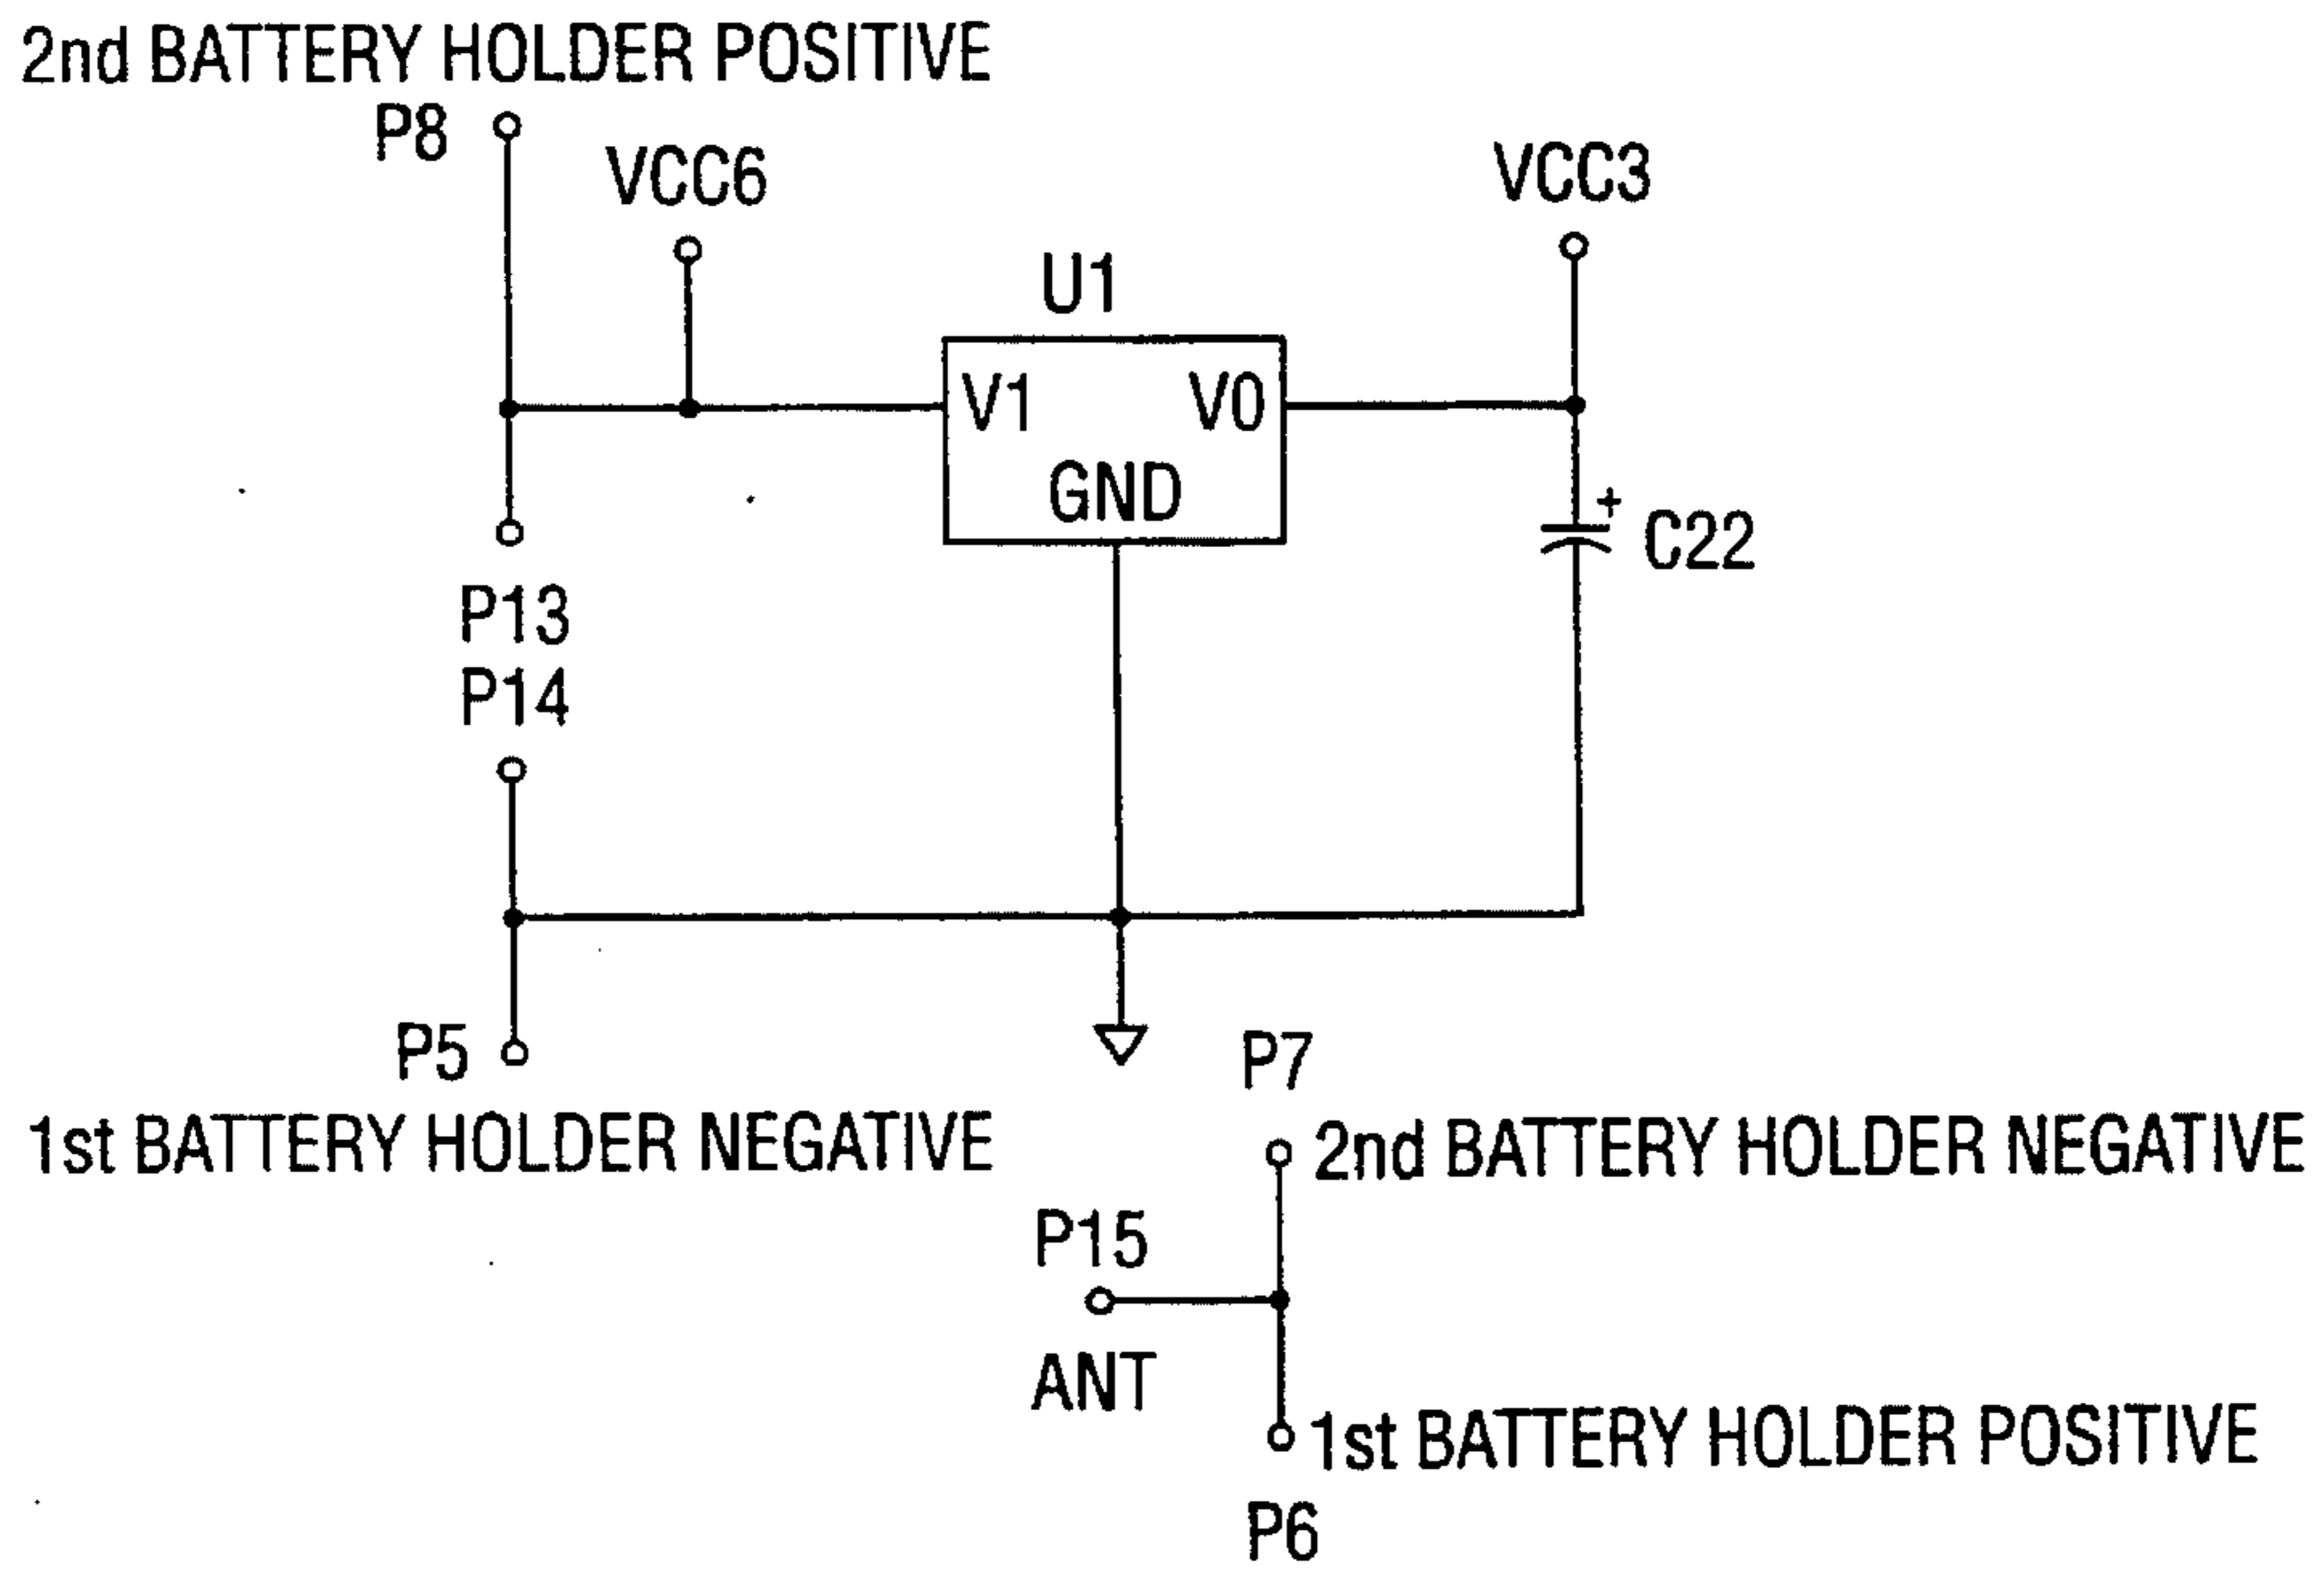 2nd BATTERY HOLDER POSITIVE
P8
VCC6
VCC3
U1
V1
V0
GND
+
C22
P13
P14
P5
1st BATTERY HOLDER NEGATIVE
P7
2nd BATTERY HOLDER NEGATIVE
P15
ANT
1st BATTERY HOLDER POSITIVE
P6